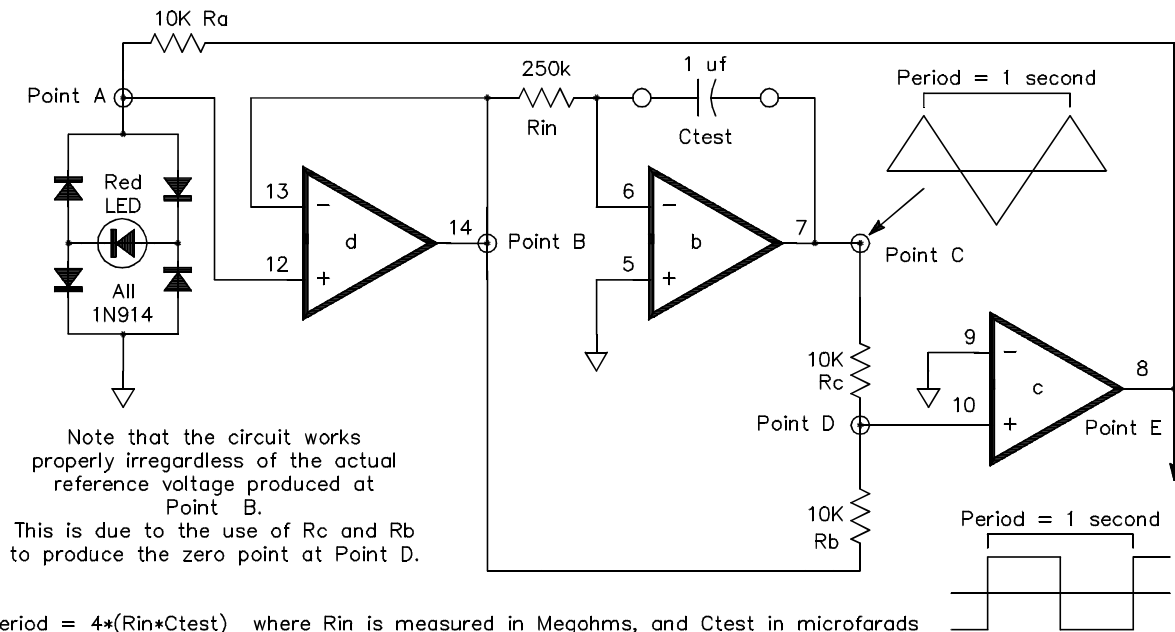 10K Ra
Point A
Red
LED
All
1N914
13
12
−
+
d
14
Point B
250k
Rin
1 uf
Ctest
6
5
−
+
b
7
Point C
Period = 1 second
10K
Rc
Point D
10K
Rb
9
10
−
+
c
8
Point E
Note that the circuit works
properly irregardless of the actual
reference voltage produced at
Point B.
This is due to the use of Rc and Rb
to produce the zero point at Point D.
Period = 1 second
eriod = 4*(Rin*Ctest) where Rin is measured in Megohms, and Ctest in microfarads